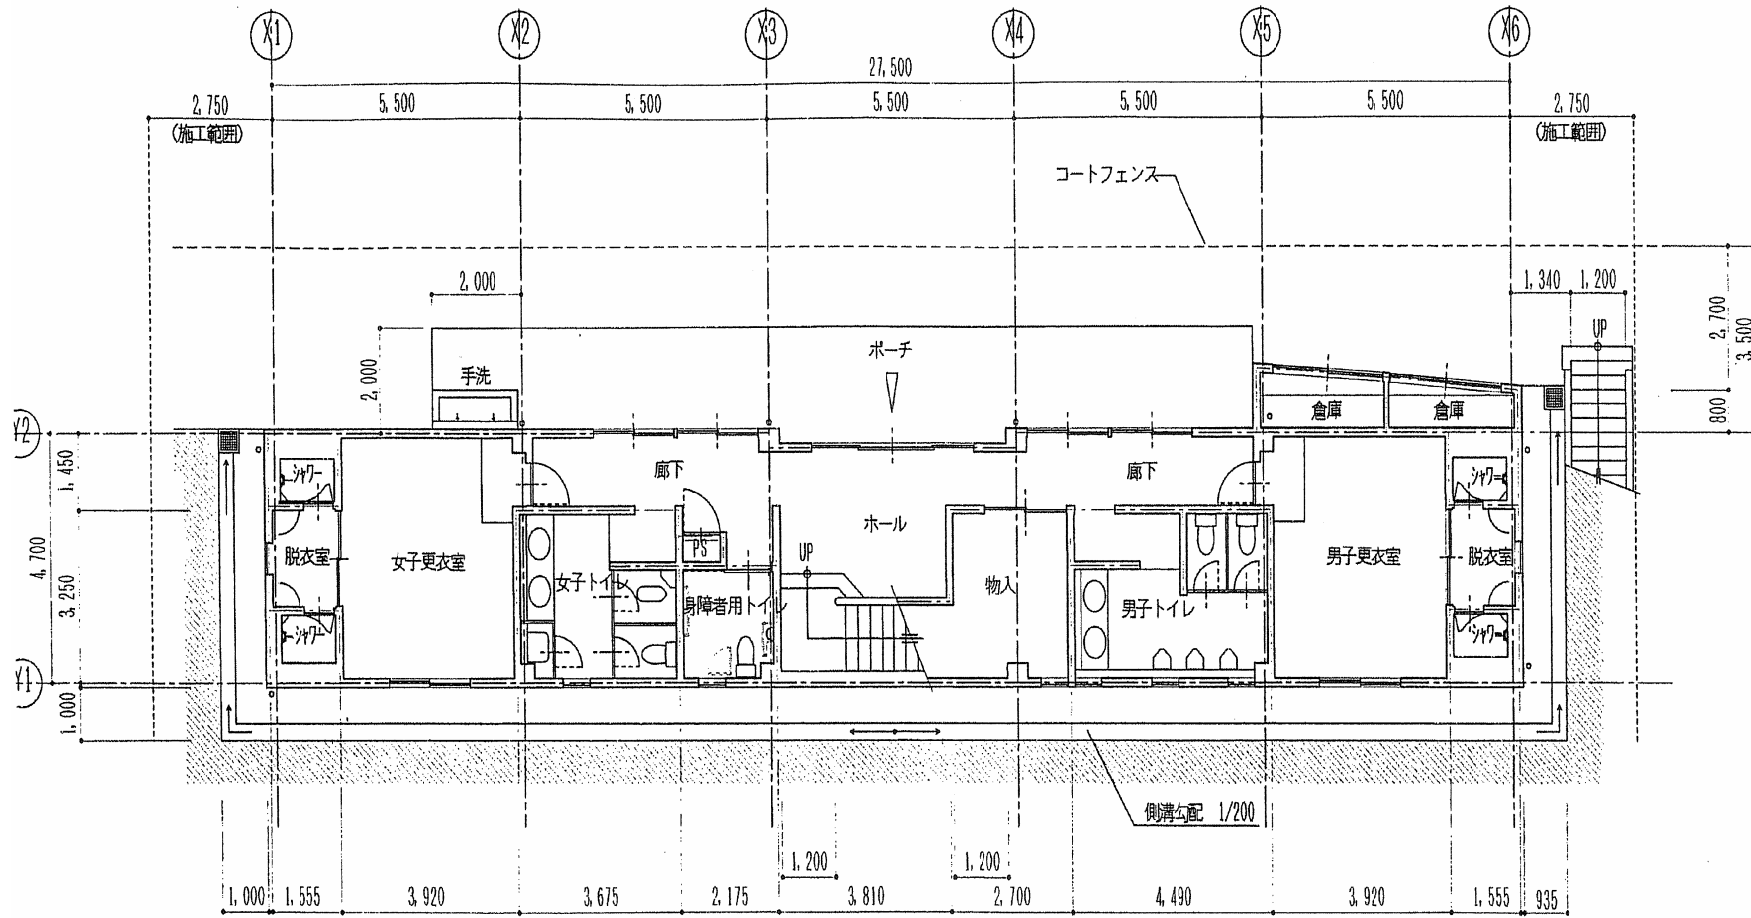 X1 X2 X3 X4 X5 X6
27,500
2,750 5,500 5,500 5,500 5,500 5,500 2,750
(施工範囲) (施工範囲)
コートフェンス
2,000 1,340 1,200
UP
2,700
3,500
800
ポーチ
2,000
手洗
倉庫 倉庫
Y2
1,450
4,700
3,250
Y1
1,000
シャワー 廊下 廊下 シャワー
ホール
PS
UP
脱衣室 女子更衣室 女子トイレ 物入 男子更衣室 脱衣室
身障者用トイレ 男子トイレ
シャワー シャワー
側溝勾配 1/200
1,200 1,200
1,000 1,555 3,920 3,675 2,175 3,810 2,700 4,490 3,920 1,555 935